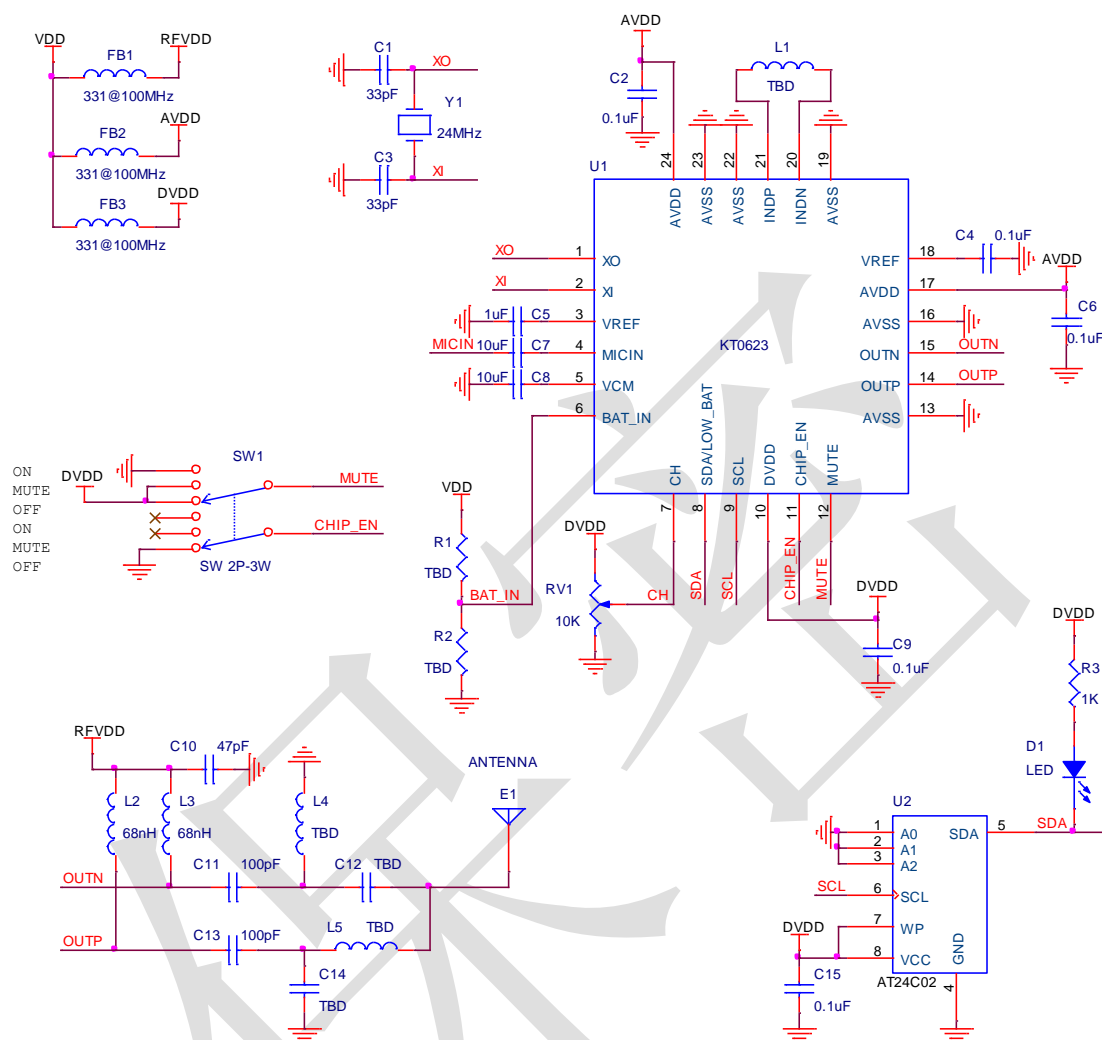 VDD
RFVDD
FB1
331@100MHz
AVDD
FB2
331@100MHz
DVDD
FB3
331@100MHz
C1
XO
33pF
Y1
24MHz
C3
XI
33pF
AVDD
C2
0.1uF
L1
TBD
U1
24
23
22
21
20
19
AVDD
AVSS
AVSS
INDP
INDN
AVSS
XO
1
XO
XI
2
XI
1uF
C5
3
VREF
MICIN
10uF
C7
4
MICIN
10uF
C8
5
VCM
6
BAT_IN
KT0623
VREF
18
C4
0.1uF
AVDD
17
AVDD
C6
0.1uF
AVSS
16
OUTN
15
OUTN
OUTP
14
OUTP
AVSS
13
CH
SDA/LOW_BAT
SCL
DVDD
CHIP_EN
MUTE
7
8
9
10
11
12
SDA
SCL
CHIP_EN
MUTE
ON
MUTE
OFF
ON
MUTE
OFF
DVDD
SW1
MUTE
CHIP_EN
SW 2P-3W
VDD
R1
TBD
BAT_IN
R2
TBD
DVDD
RV1
10K
CH
DVDD
C9
0.1uF
DVDD
R3
1K
D1
LED
RFVDD
C10
47pF
L2
68nH
L3
68nH
L4
TBD
ANTENNA
E1
C11
100pF
C12
TBD
OUTN
OUTP
C13
100pF
L5
TBD
C14
TBD
U2
1
A0
2
A1
3
A2
SDA
5
SDA
SCL
6
SCL
7
WP
8
VCC
GND
4
DVDD
C15
0.1uF
AT24C02
保密